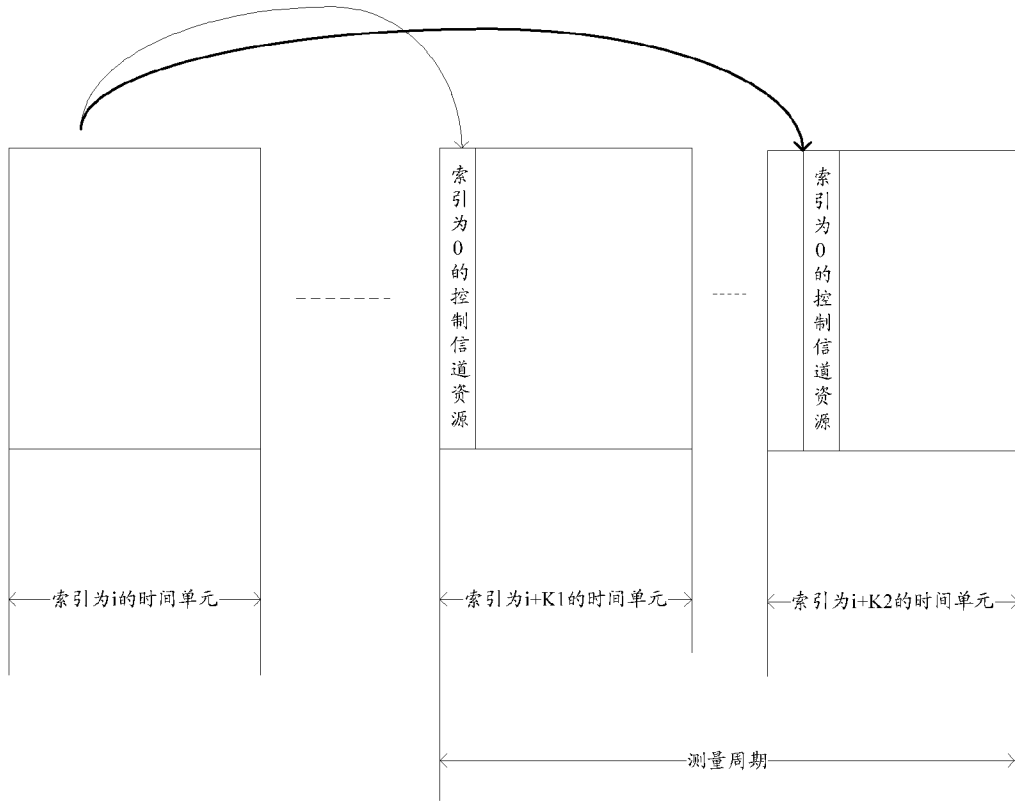 索引为0的控制信道资源
索引为0的控制信道资源
索引为i的时间单元
索引为i+K1的时间单元
索引为i+K2的时间单元
测量周期